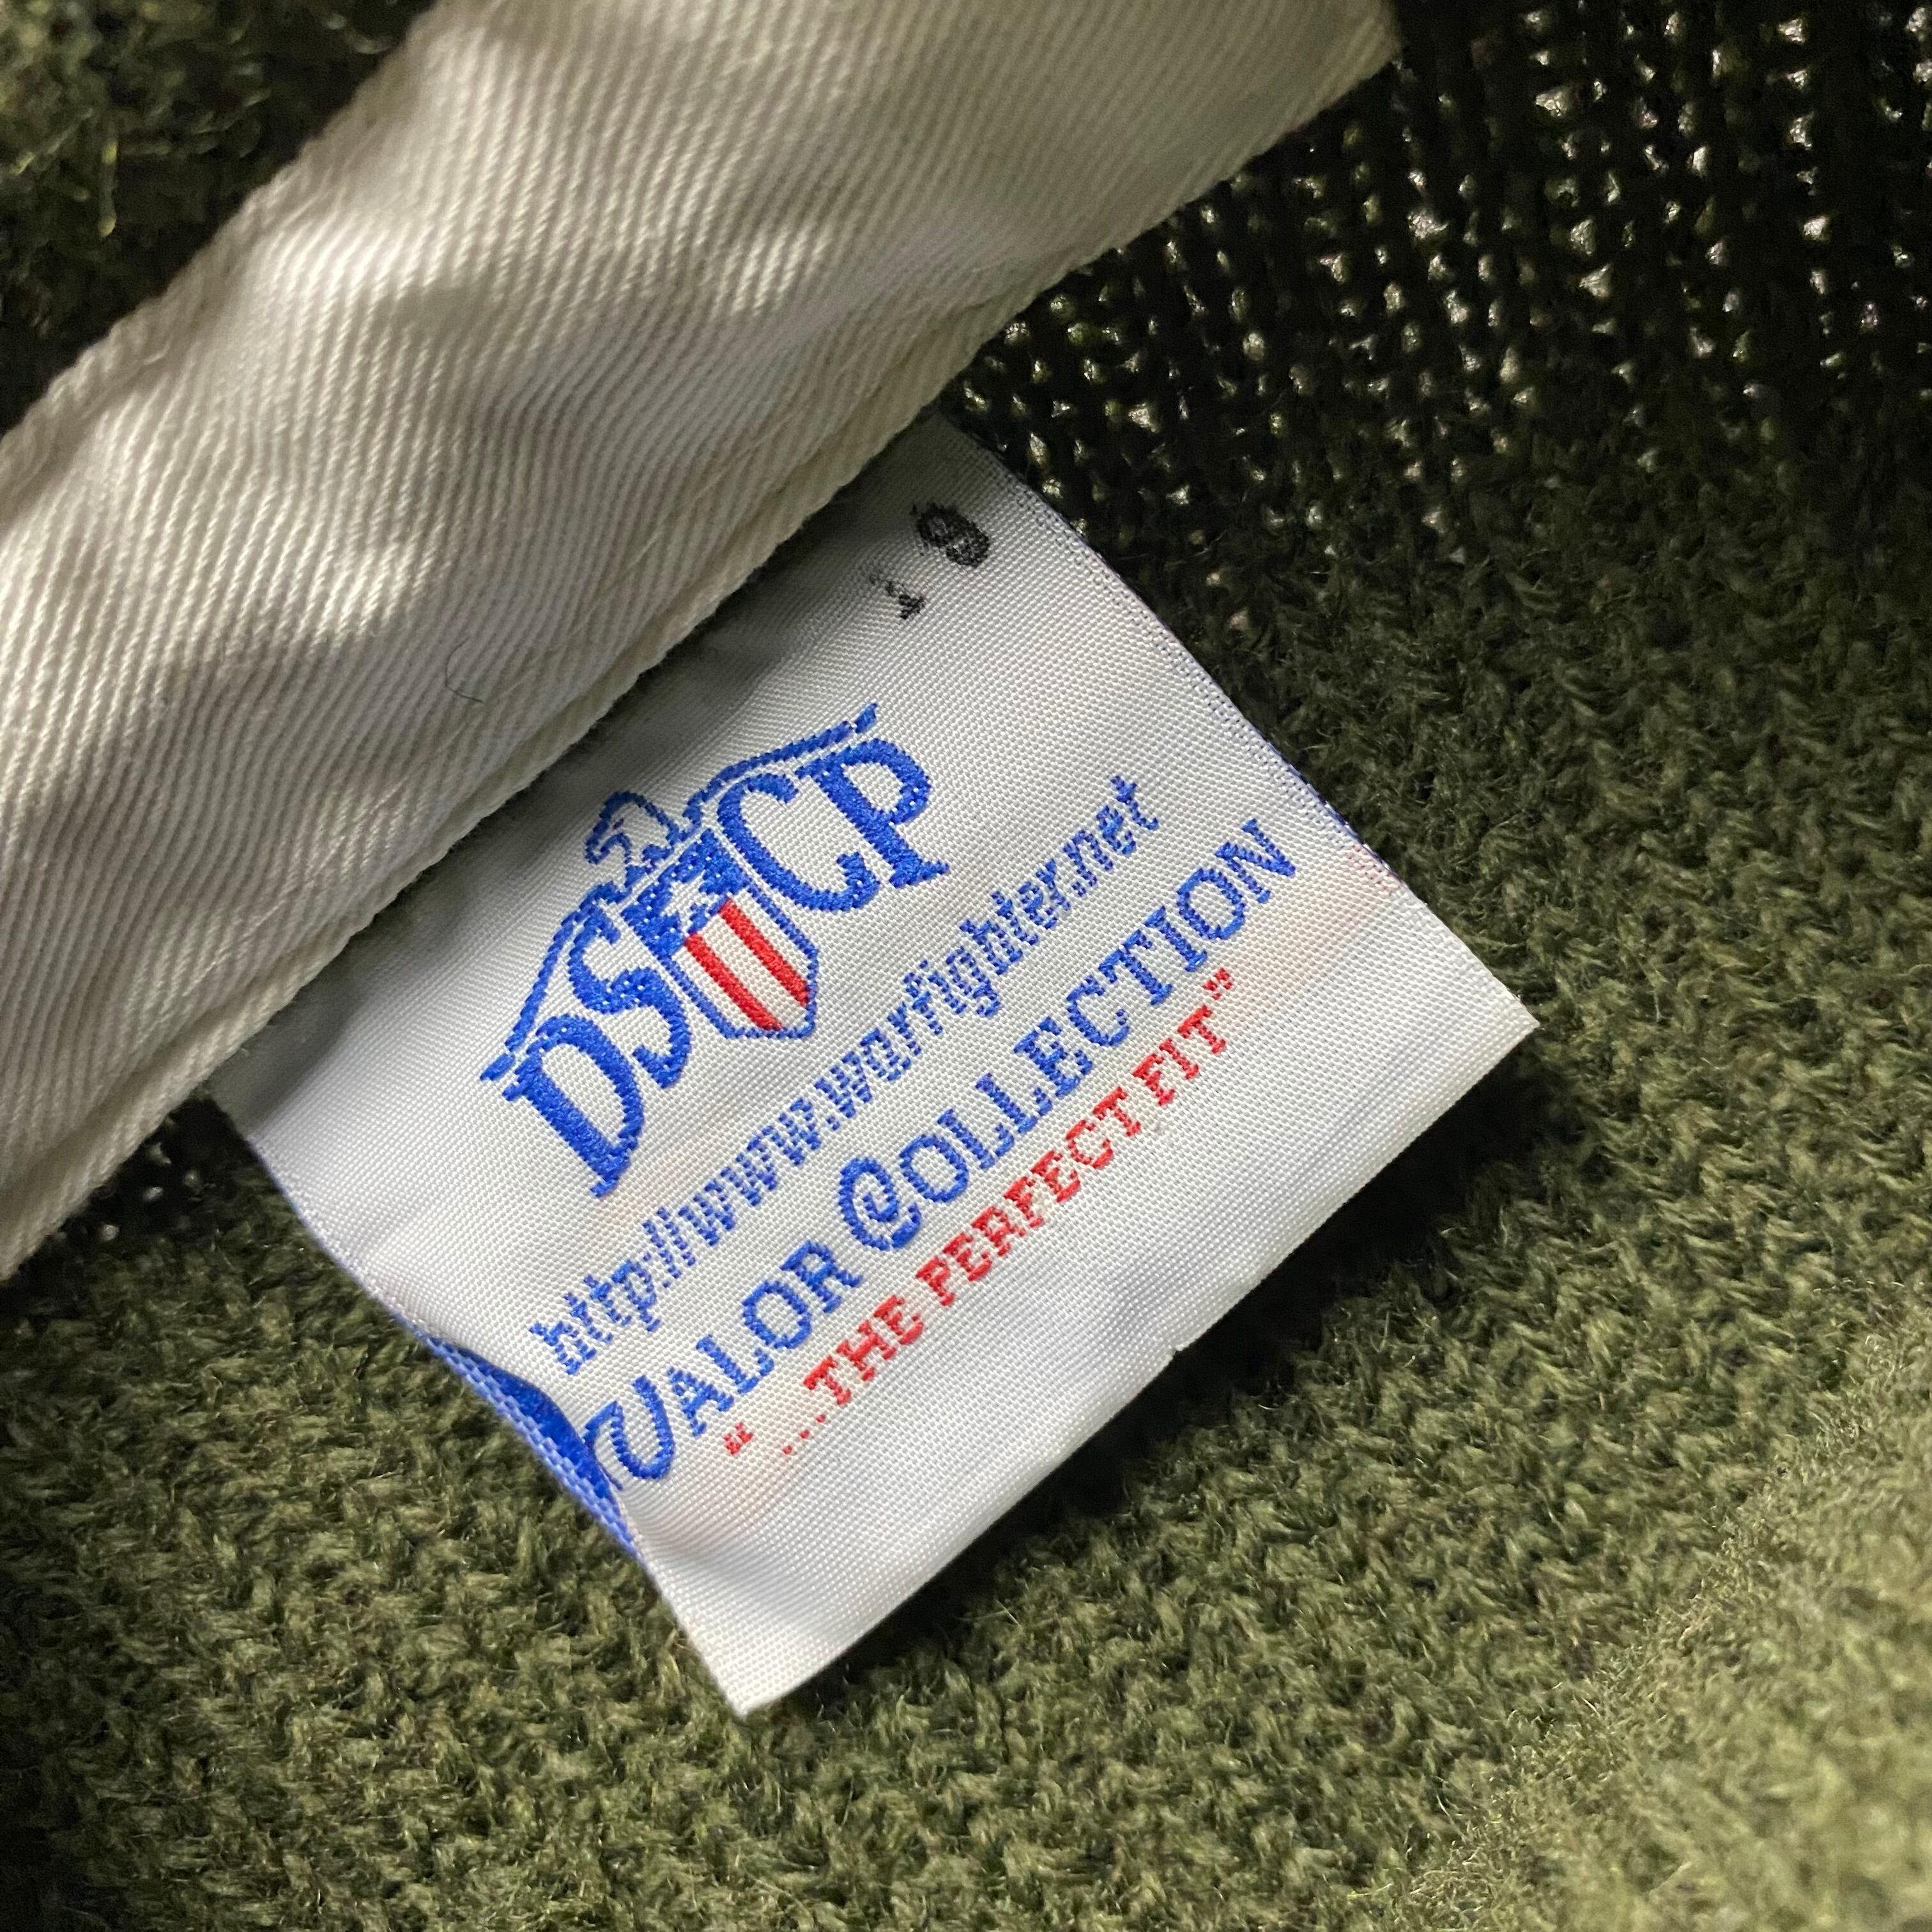 DSCP
http://www.warfighter.net
VALOR COLLECTION
“...THE PERFECT FIT”